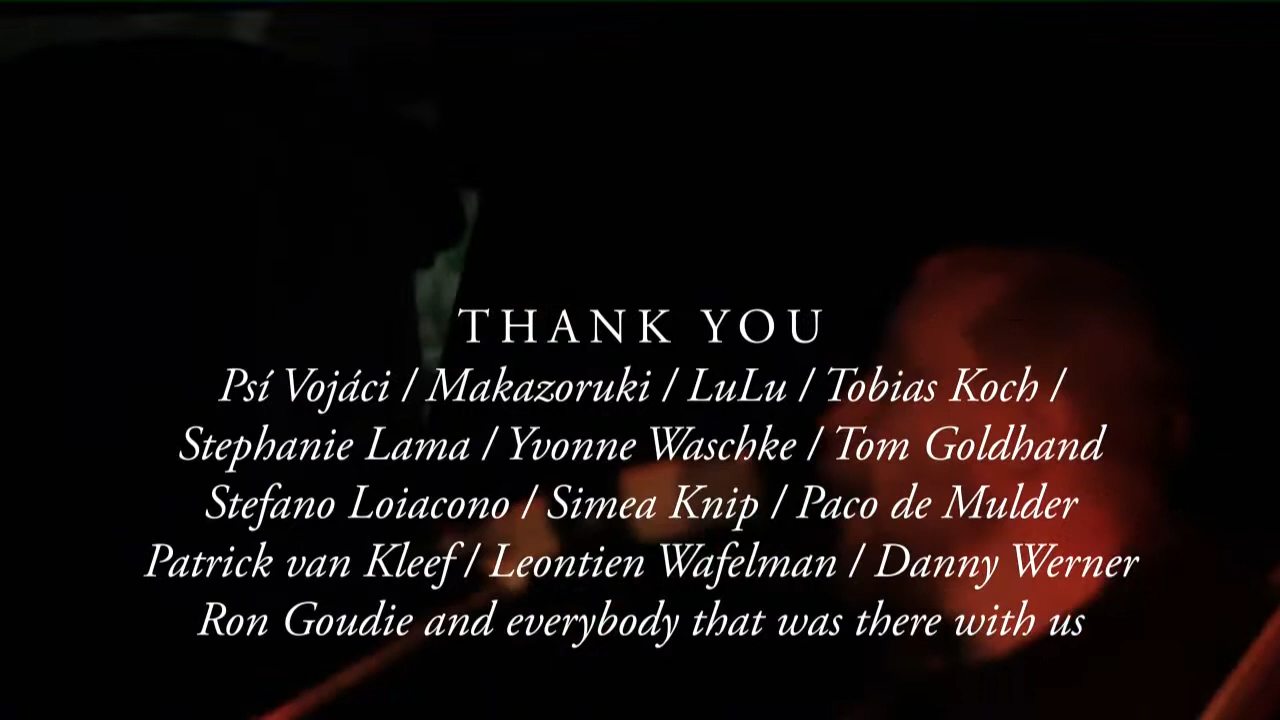 THANK YOU
Psí Vojáci / Makazoruki / LuLu / Tobias Koch /
Stephanie Lama / Yvonne Waschke / Tom Goldhand
Stefano Loiacono / Simea Knip / Paco de Mulder
Patrick van Kleef / Leontien Wafelman / Danny Werner
Ron Goudie and everybody that was there with us